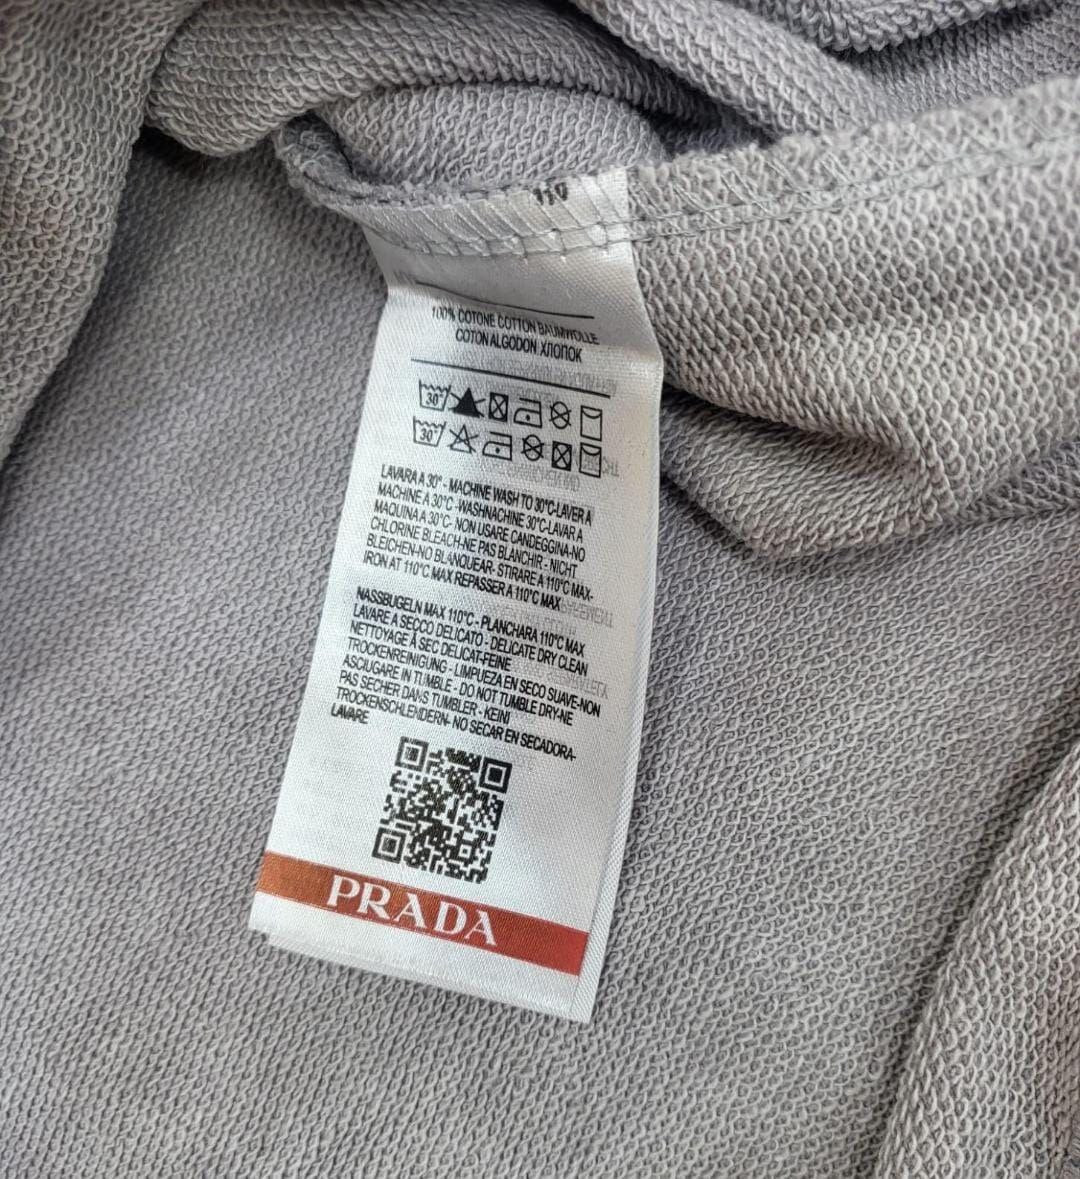 100% COTONE COTTON BAUMWOLLE
COTON ALGODON ХЛОПОК
30°
30°
LAVARA A 30° - MACHINE WASH TO 30°C-LAVER A
MACHINE A 30°C -WASHNACHINE 30°C-LAVAR A
MAQUINA A 30°C- NON USARE CANDEGGINA-NO
CHLORINE BLEACH-NE PAS BLANCHIR - NICHT
BLEICHEN-NO BLANQUEAR- STIRARE A 110°C MAX-
IRON AT 110°C MAX REPASSER A 110°C MAX
NASSBUGELN MAX 110°C - PLANCHARA 110°C MAX
LAVARE A SECCO DELICATO - DELICATE DRY CLEAN
NETTOYAGE À SEC DELICAT-FEINE
TROCKENREINIGUNG - LIMPUEZA EN SECO SUAVE-NON
ASCIUGARE IN TUMBLE - DO NOT TUMBLE DRY-NE
PAS SECHER DANS TUMBLER - KEINI
TROCKENSCHLENDERN- NO SECAR EN SECADORA-
LAVARE
PRADA